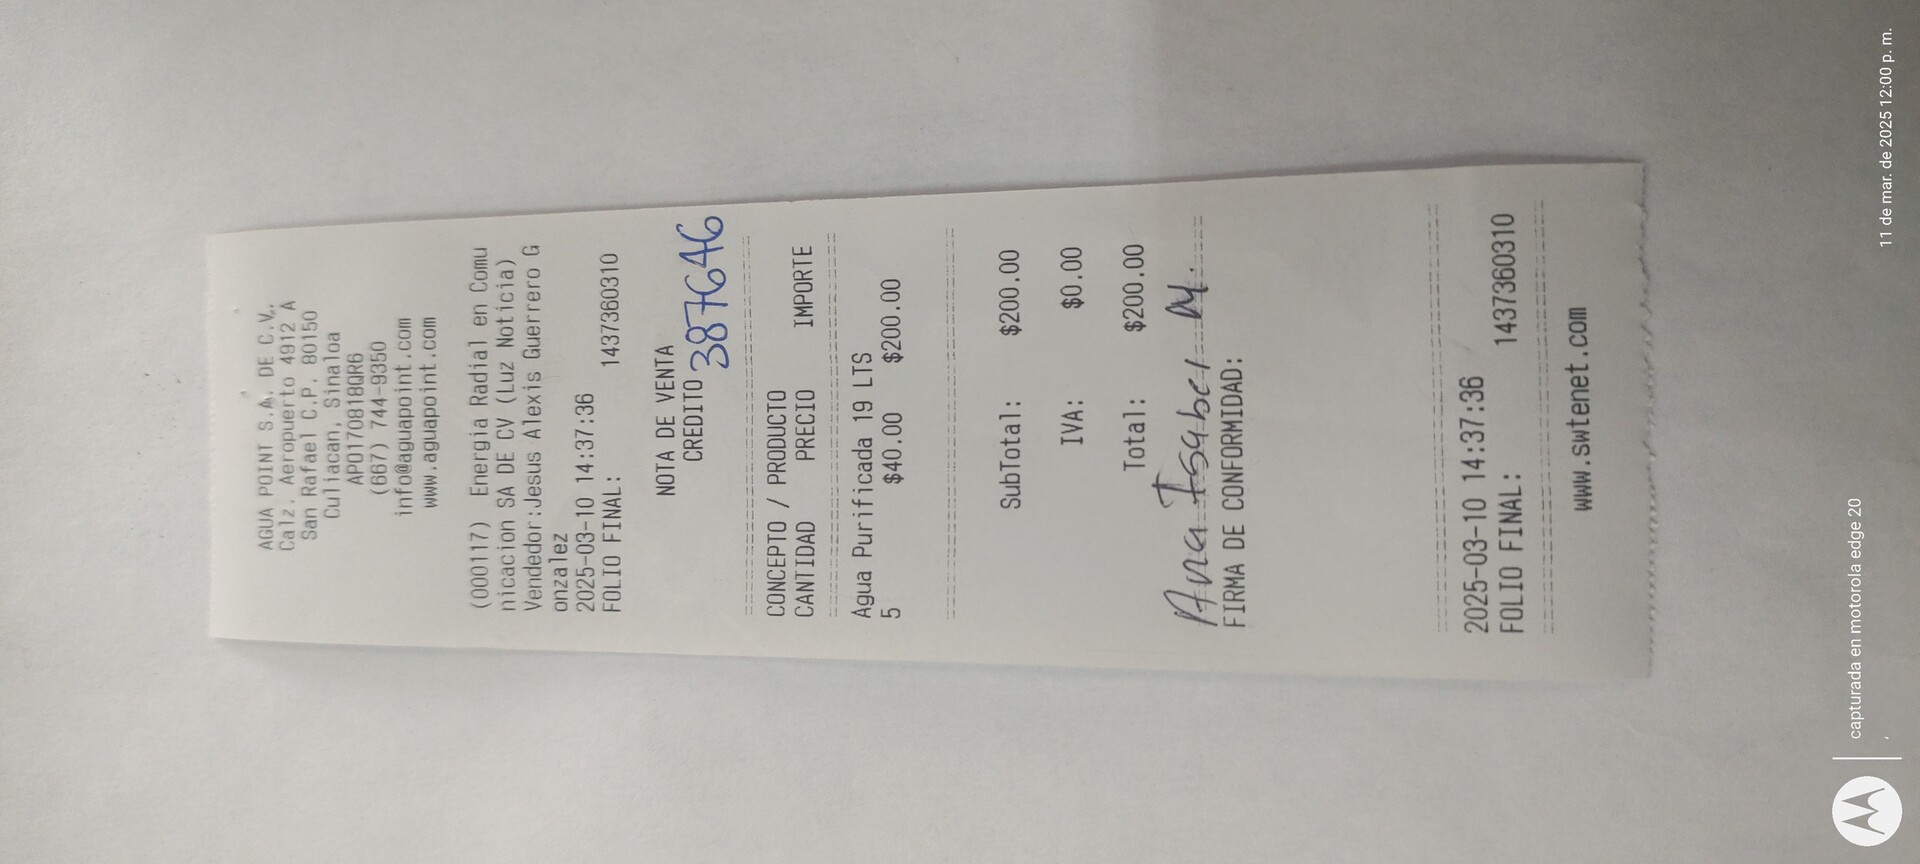 AGUA POINT S.A. DE C.V.
Calz. Aeropuerto 4912 A
San Rafael C.P. 80150
Culiacan, Sinaloa
APO170818QR6
(667) 744-9350
info@aguapoint.com
www.aguapoint.com
(000117) Energia Radial en Comu
nicacion SA DE CV (Luz Noticia)
Vendedor:Jesus Alexis Guerrero G
onzalez
2025-03-10 14:37:36
FOLIO FINAL: 1437360310
NOTA DE VENTA
CREDITO 387646
CONCEPTO / PRODUCTO
CANTIDAD PRECIO IMPORTE
Agua Purificada 19 LTS
5 $40.00 $200.00
SubTotal: $200.00
IVA: $0.00
Total: $200.00
Ana Isabel M.
FIRMA DE CONFORMIDAD:
2025-03-10 14:37:36
FOLIO FINAL: 1437360310
www.swtenet.com
capturada en motorola edge 20
11 de mar. de 2025 12:00 p. m.